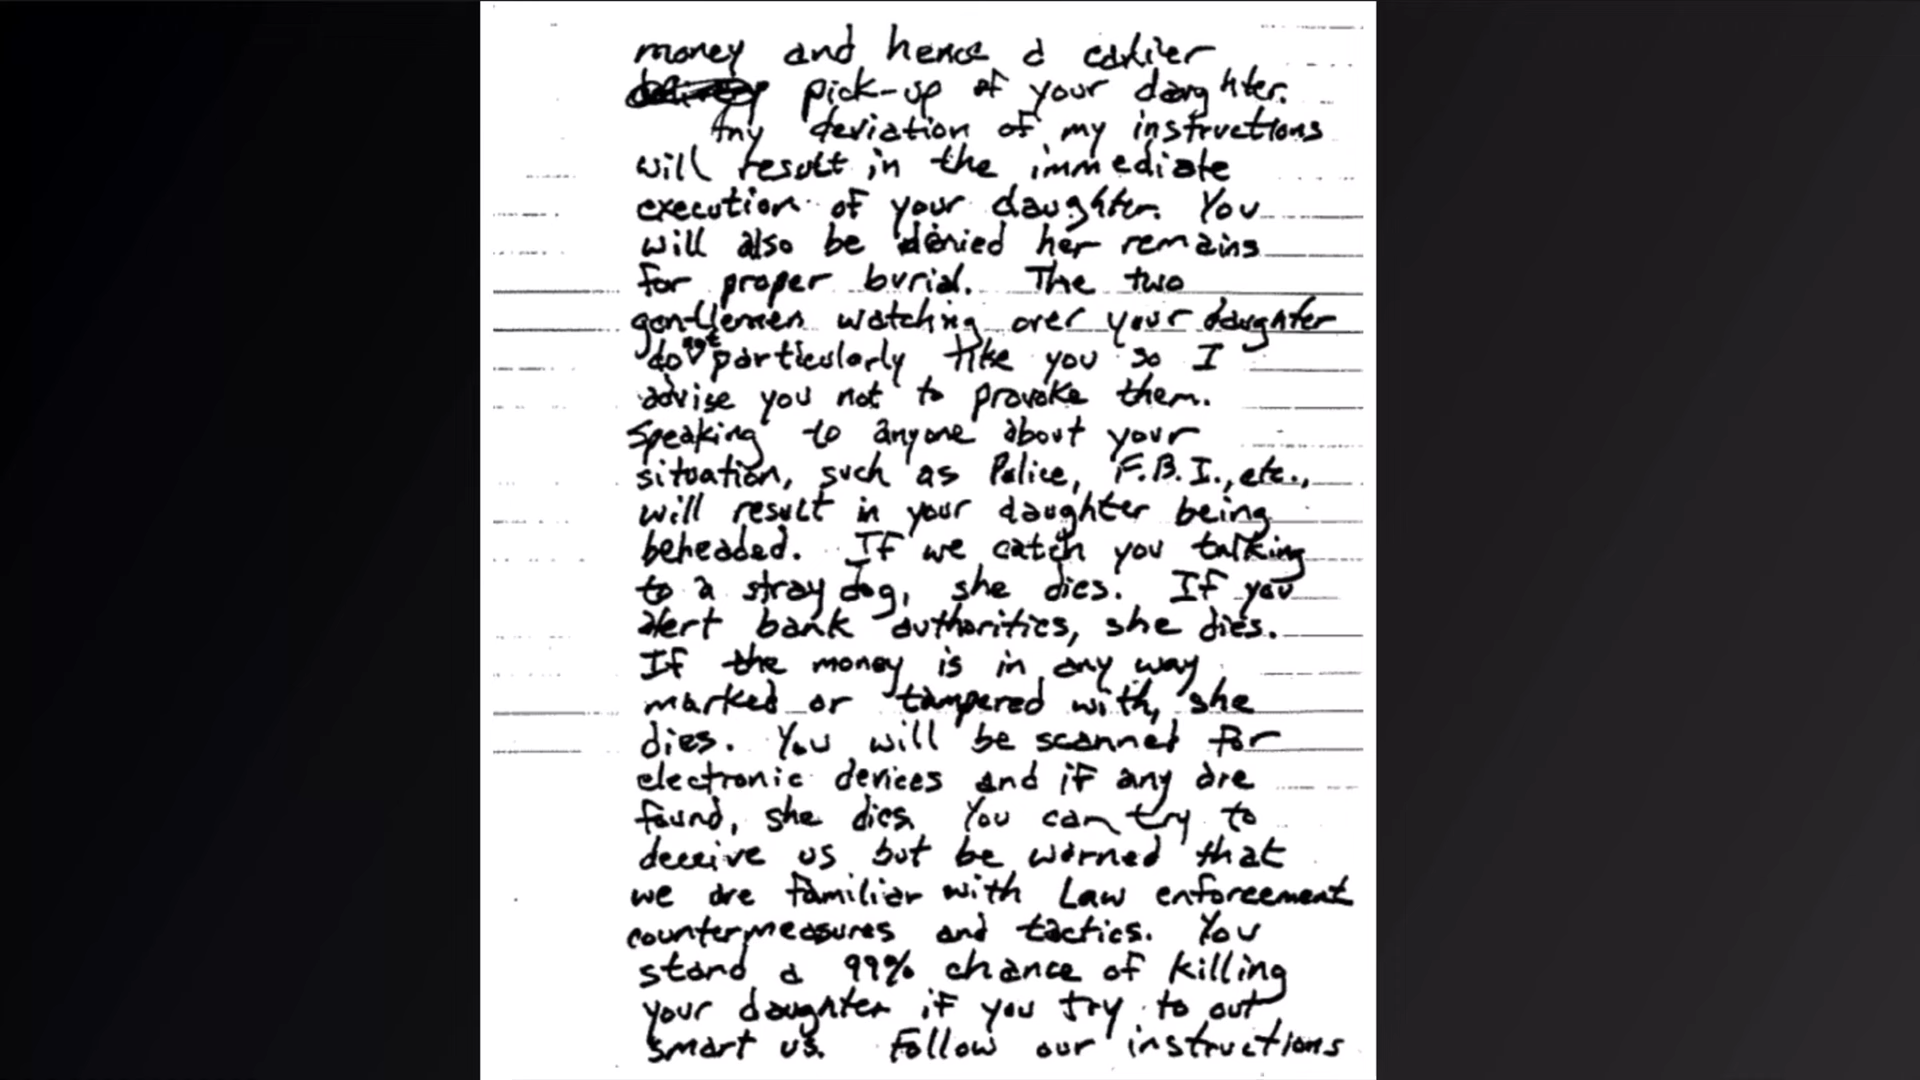 money and hence a earlier
delivery pick-up of your daughter.
Any deviation of my instructions
will result in the immediate
execution of your daughter. You
will also be denied her remains
for proper burial. The two
gentlemen watching over your daughter
do not particularly like you so I
advise you not to provoke them.
Speaking to anyone about your
situation, such as Police, F.B.I., etc.,
will result in your daughter being
beheaded. If we catch you talking
to a stray dog, she dies. If you
alert bank authorities, she dies.
If the money is in any way
marked or tampered with, she
dies. You will be scanned for
electronic devices and if any are
found, she dies. You can try to
deceive us but be warned that
we are familiar with Law enforcement
countermeasures and tactics. You
stand a 99% chance of killing
your daughter if you try to out
smart us. Follow our instructions